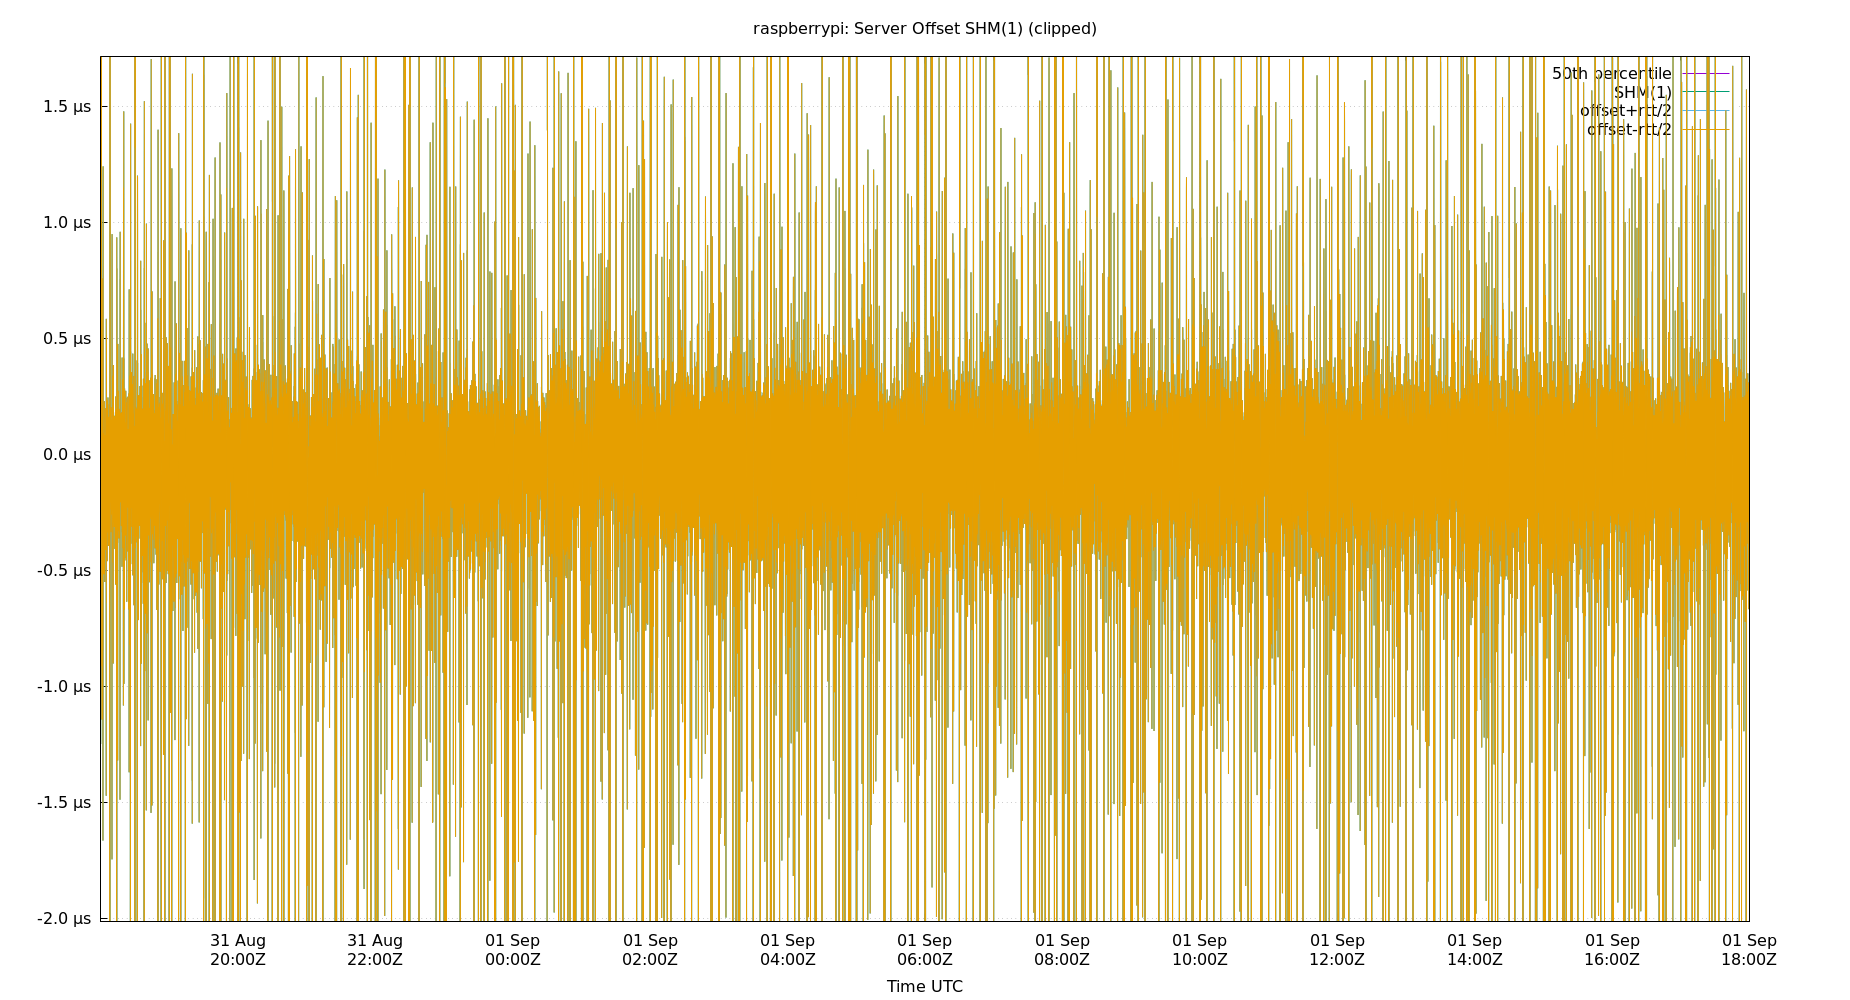 raspberrypi: Server Offset SHM(1) (clipped)
50th percentile
SHM(1)
offset+rtt/2
offset-rtt/2
1.5 µs
1.0 µs
0.5 µs
0.0 µs
-0.5 µs
-1.0 µs
-1.5 µs
-2.0 µs
31 Aug 31 Aug 01 Sep 01 Sep 01 Sep 01 Sep 01 Sep 01 Sep 01 Sep 01 Sep 01 Sep 01 Sep
20:00Z 22:00Z 00:00Z 02:00Z 04:00Z 06:00Z 08:00Z 10:00Z 12:00Z 14:00Z 16:00Z 18:00Z
Time UTC